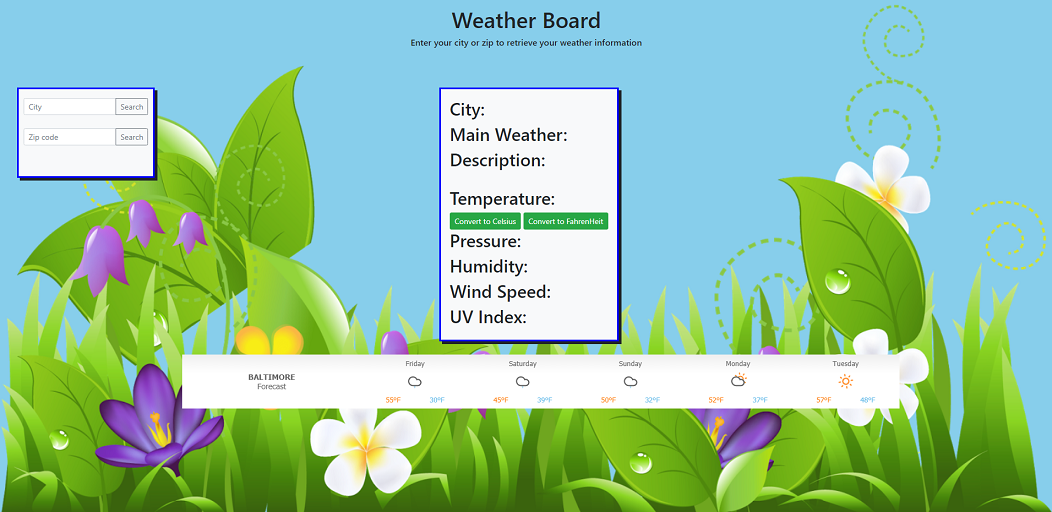 Weather Board
Enter your city or zip to retrieve your weather information
City Search
Zip code Search
City:
Main Weather:
Description:
Temperature:
Convert to Celsius Convert to FahrenHeit
Pressure:
Humidity:
Wind Speed:
UV Index:
BALTIMORE
Forecast
Friday Saturday Sunday Monday Tuesday
55°F 30°F 45°F 39°F 50°F 32°F 52°F 37°F 57°F 48°F